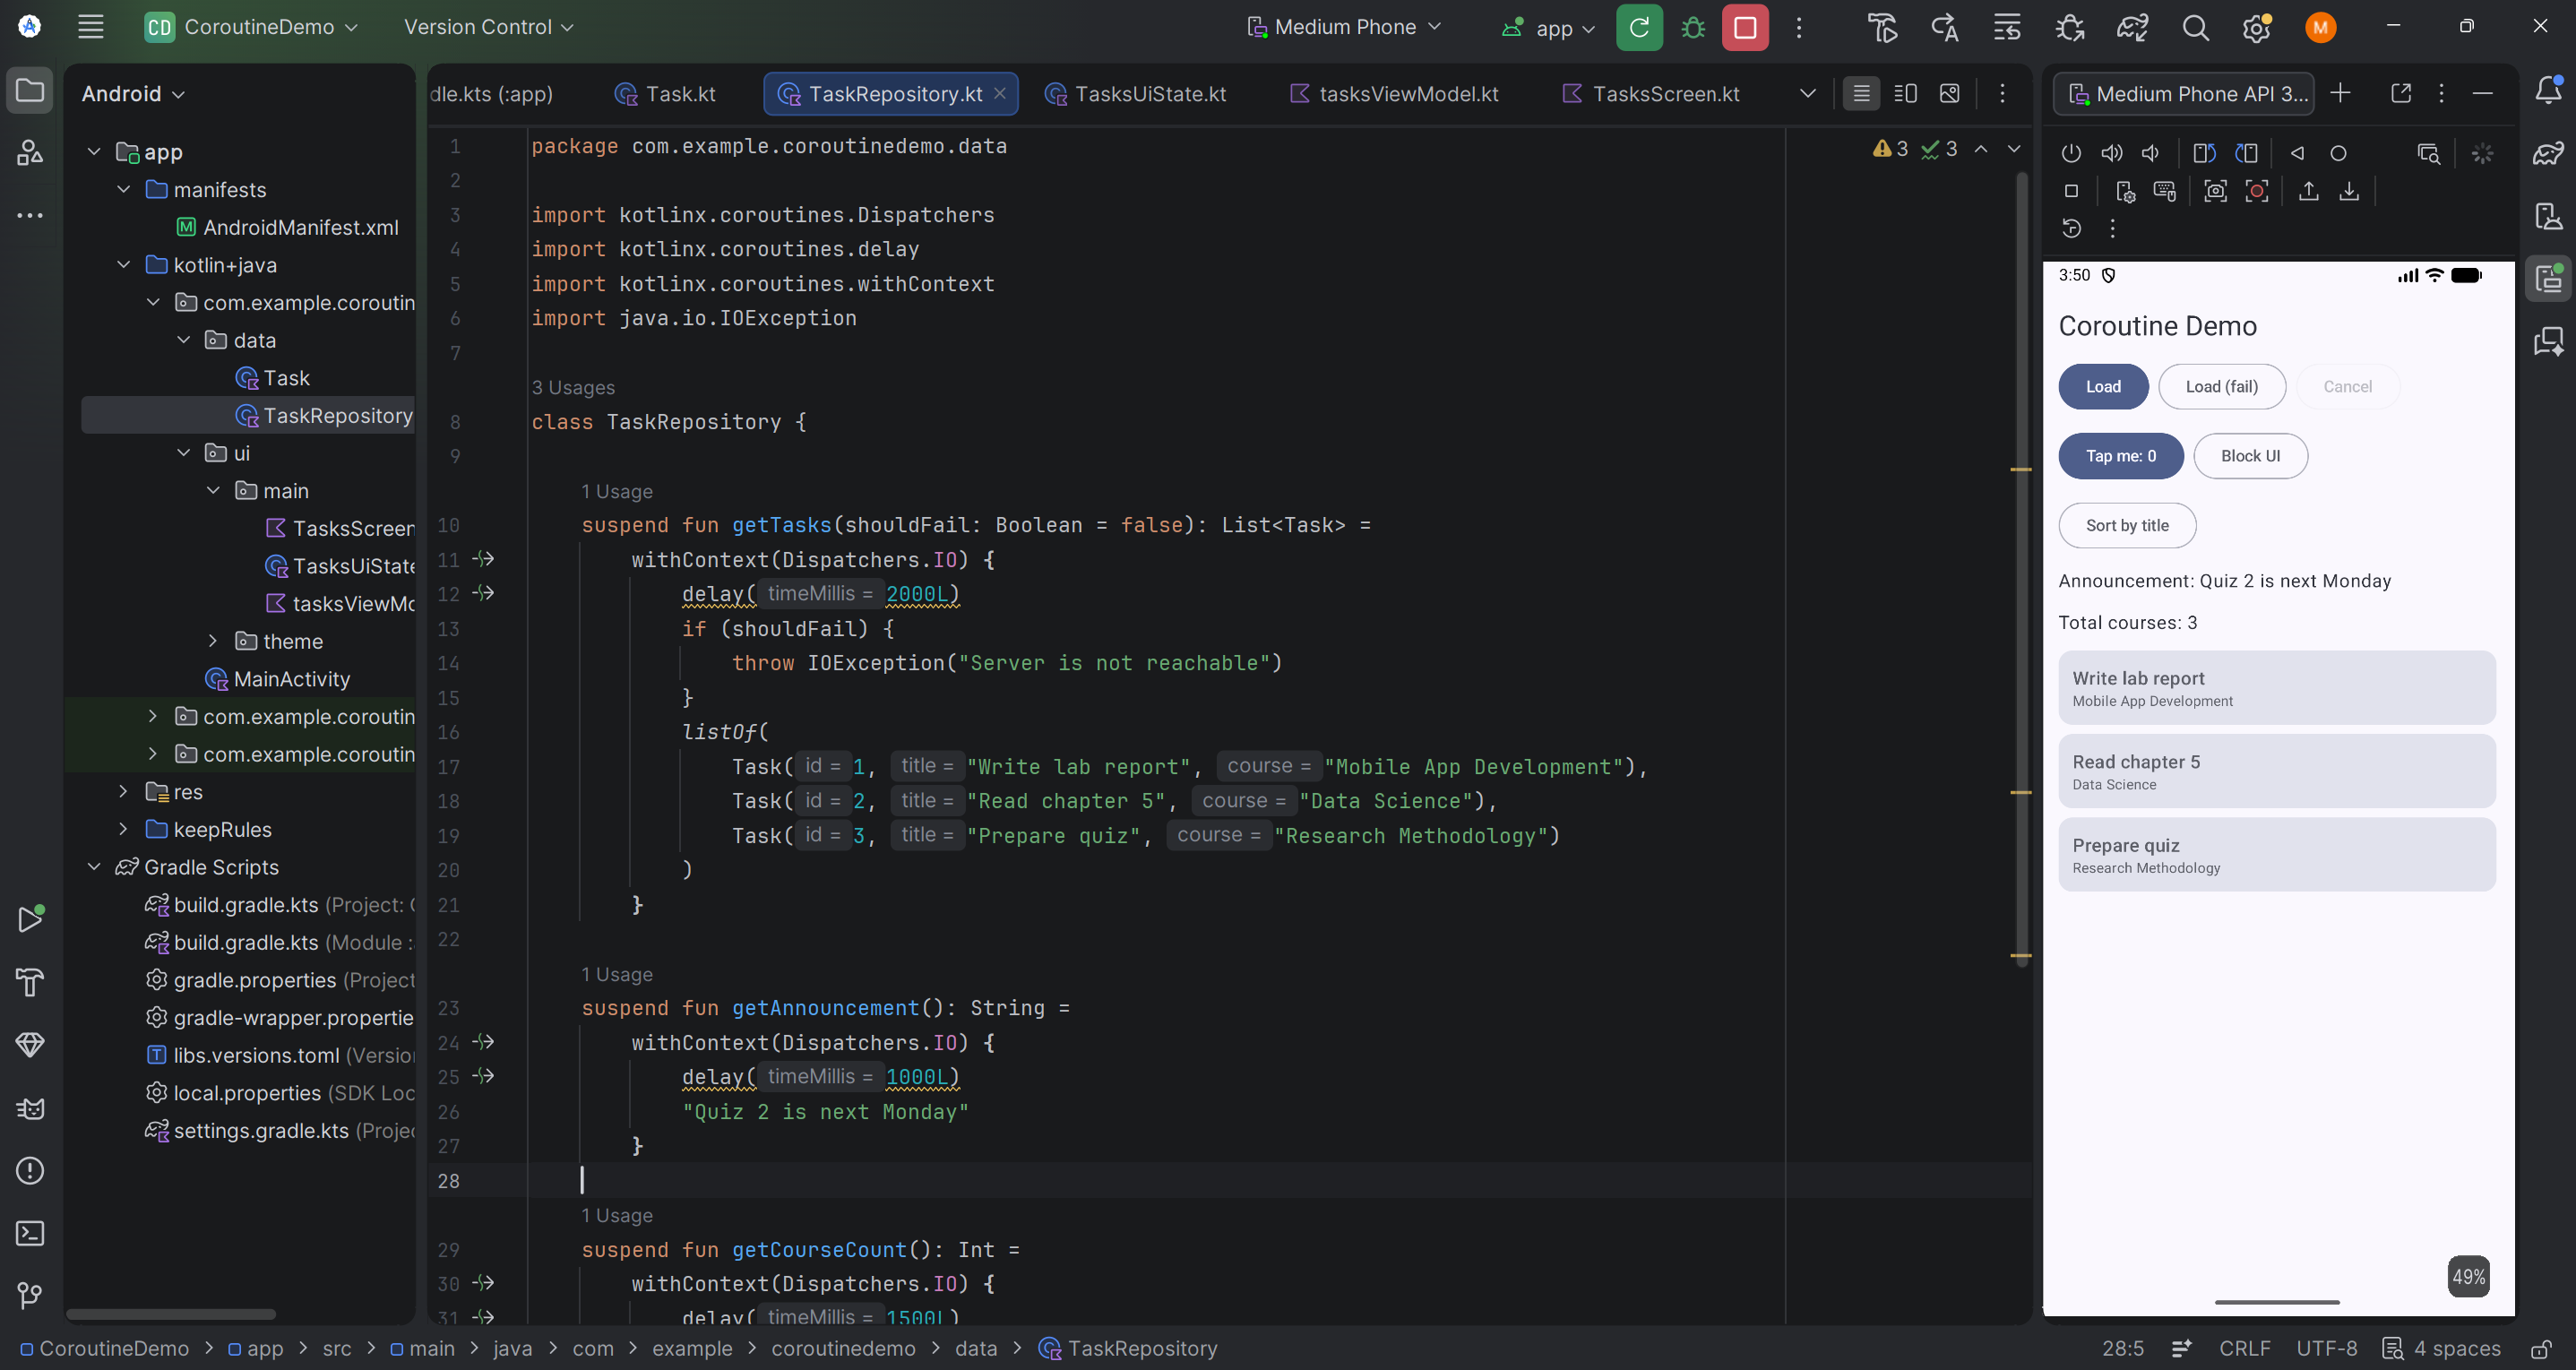 CD CoroutineDemo Version Control Medium Phone app M
Android
app
manifests
M AndroidManifest.xml
kotlin+java
com.example.coroutin
data
Task
TaskRepository
ui
main
TasksScreen
TasksUiState
tasksViewMo
theme
MainActivity
com.example.coroutin
com.example.coroutin
res
keepRules
Gradle Scripts
build.gradle.kts (Project: C
build.gradle.kts (Module :
gradle.properties (Project
gradle-wrapper.propertie
T libs.versions.toml (Version
local.properties (SDK Loc
settings.gradle.kts (Projec
dle.kts (:app) Task.kt TaskRepository.kt TasksUiState.kt tasksViewModel.kt TasksScreen.kt
3 3
1 package com.example.coroutinedemo.data
2
3 import kotlinx.coroutines.Dispatchers
4 import kotlinx.coroutines.delay
5 import kotlinx.coroutines.withContext
6 import java.io.IOException
7
3 Usages
8 class TaskRepository {
9
1 Usage
10 suspend fun getTasks(shouldFail: Boolean = false): List<Task> =
11 withContext(Dispatchers.IO) {
12 delay( timeMillis = 2000L)
13 if (shouldFail) {
14 throw IOException("Server is not reachable")
15 }
16 listOf(
17 Task( id = 1, title = "Write lab report", course = "Mobile App Development"),
18 Task( id = 2, title = "Read chapter 5", course = "Data Science"),
19 Task( id = 3, title = "Prepare quiz", course = "Research Methodology")
20 )
21 }
22
1 Usage
23 suspend fun getAnnouncement(): String =
24 withContext(Dispatchers.IO) {
25 delay( timeMillis = 1000L)
26 "Quiz 2 is next Monday"
27 }
28
1 Usage
29 suspend fun getCourseCount(): Int =
30 withContext(Dispatchers.IO) {
31 delay( timeMillis = 1500L)
Medium Phone API 3...
3:50
Coroutine Demo
Load Load (fail) Cancel
Tap me: 0 Block UI
Sort by title
Announcement: Quiz 2 is next Monday
Total courses: 3
Write lab report
Mobile App Development
Read chapter 5
Data Science
Prepare quiz
Research Methodology
49%
CoroutineDemo > app > src > main > java > com > example > coroutinedemo > data > TaskRepository 28:5 CRLF UTF-8 4 spaces